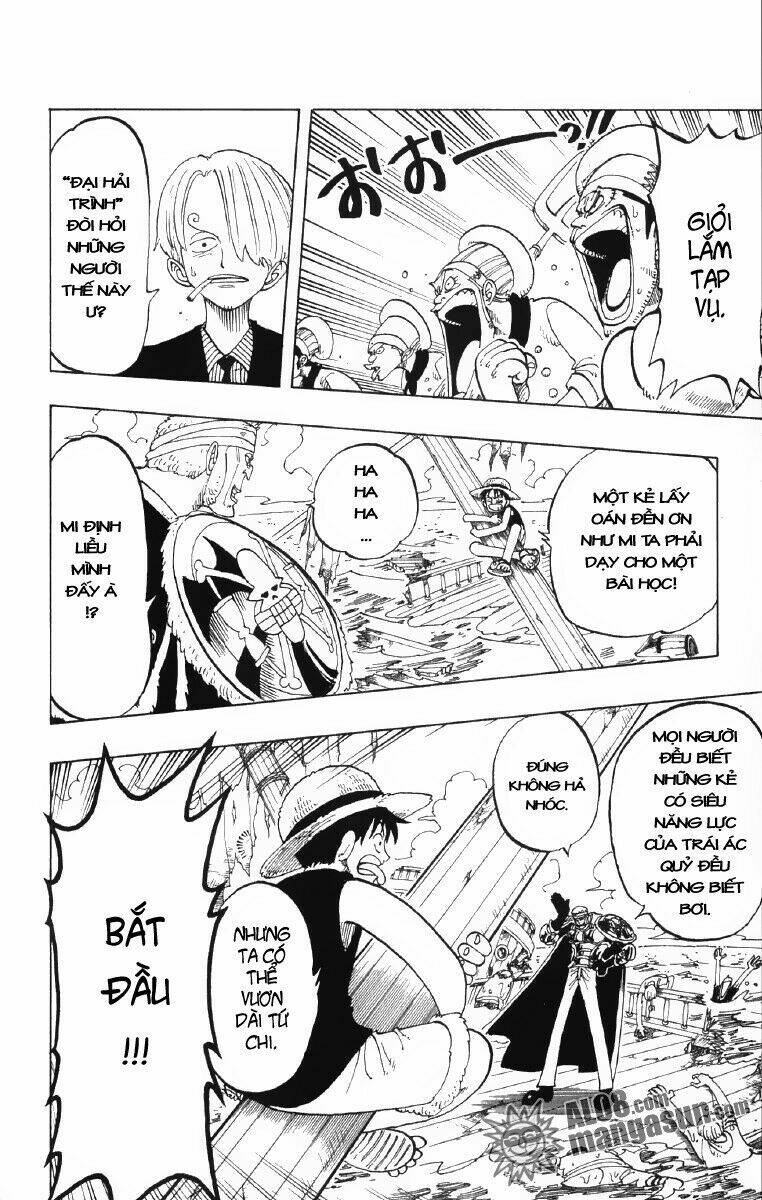 おおーっ!!
GIỎI
LẮM
TẠP
VỤ.
"ĐẠI HẢI
TRÌNH"
ĐÒI HỎI
NHỮNG
NGƯỜI
THẾ NÀY
Ư?
MỘT KẺ LẤY
OÁN ĐỀN ƠN
NHƯ MI TA PHẢI
DẠY CHO MỘT
BÀI HỌC!
HA
HA
HA
...
MI ĐỊNH
LIỀU
MÌNH
ĐẤY À
!?
MỌI NGƯỜI
ĐỀU BIẾT
NHỮNG KẺ
CÓ SIÊU
NĂNG LỰC
CỦA TRÁI ÁC
QUỶ ĐỀU
KHÔNG BIẾT
BƠI.
ĐÚNG
KHÔNG HẢ
NHÓC.
NHƯNG
TA CÓ
THỂ
VƯƠN
DÀI TỨ
CHI.
BẮT
ĐẦU
!!!
ALO8.com
mangasun.com